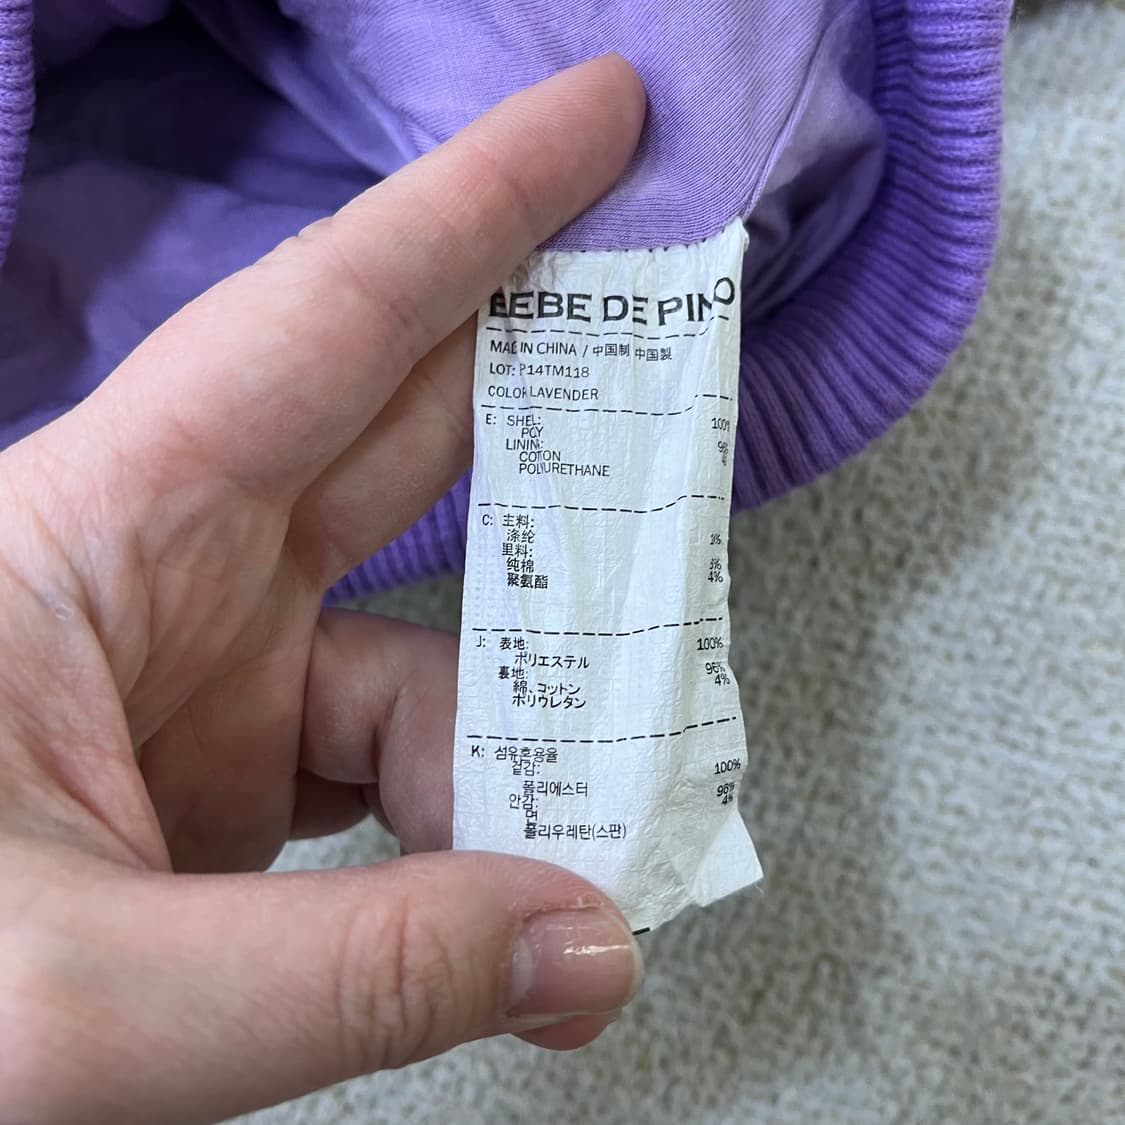 BEBE DE PINO
MADE IN CHINA / 中国制 中国製
LOT: P14TM118
COLOR LAVENDER
E: SHELL: 100%
POLY
LINING: 96%
COTTON 4%
POLYURETHANE
C: 主料:
涤纶
里料:
纯棉
聚氨酯 4%
J: 表地: 100%
ポリエステル
裏地: 96%
綿、コットン 4%
ポリウレタン
K: 섬유혼용율
겉감: 100%
폴리에스터
안감: 96%
면 4%
폴리우레탄(스판)